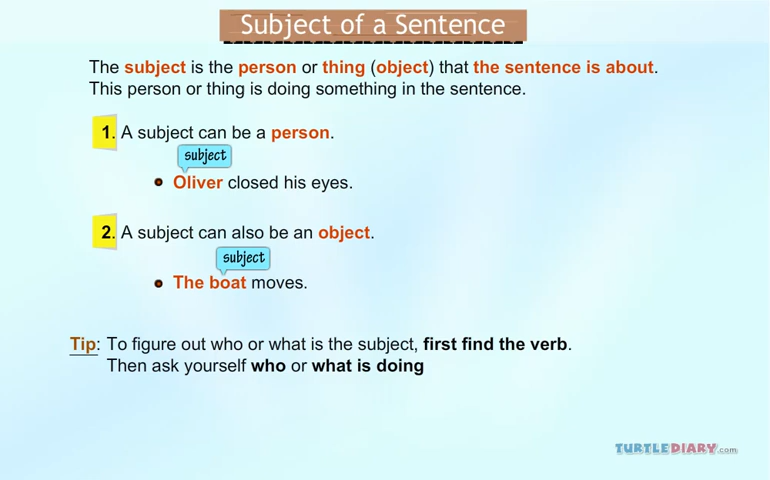 Subject of a Sentence
The subject is the person or thing (object) that the sentence is about.
This person or thing is doing something in the sentence.
1. A subject can be a person.
subject
• Oliver closed his eyes.
2. A subject can also be an object.
subject
• The boat moves.
Tip: To figure out who or what is the subject, first find the verb.
Then ask yourself who or what is doing
TURTLEDIARY.com